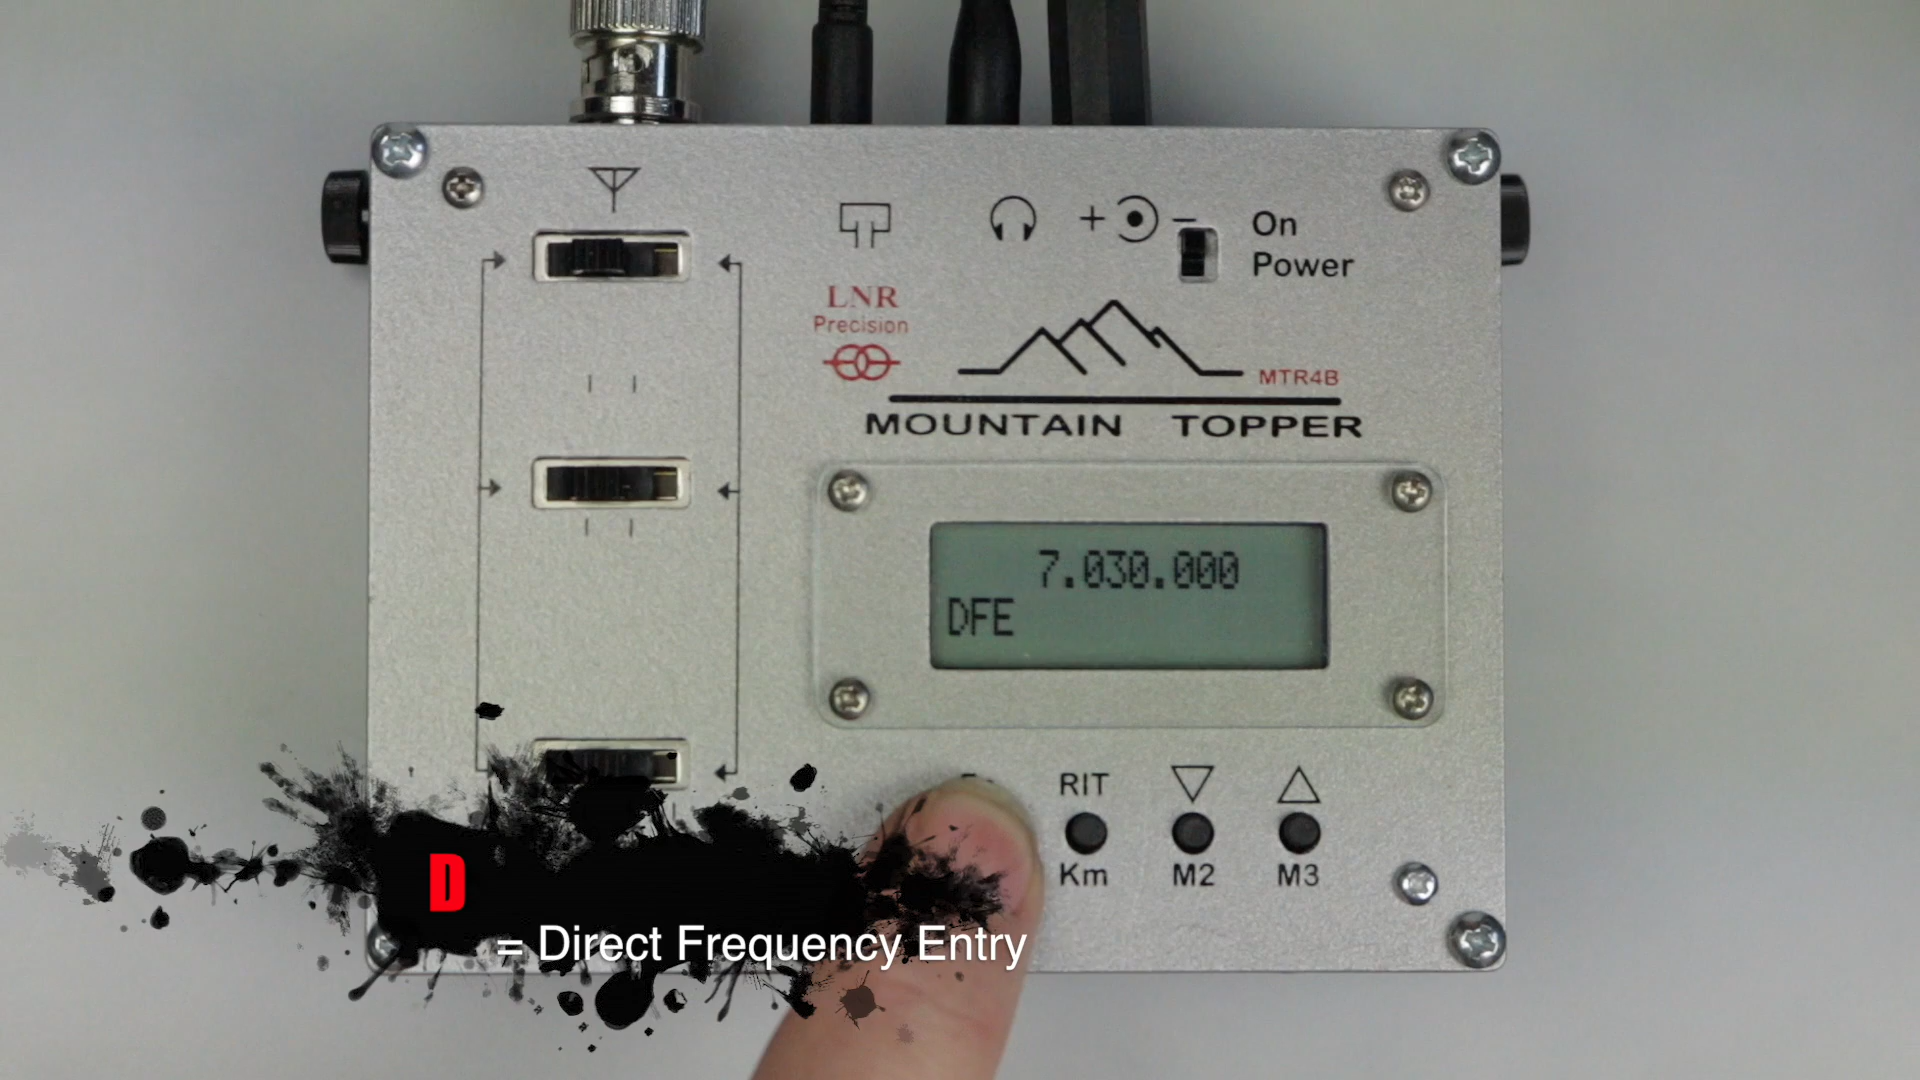 On
Power
LNR
Precision
MTR4B
MOUNTAIN TOPPER
7.030.000
DFE
RIT
Km
M2
M3
D
= Direct Frequency Entry